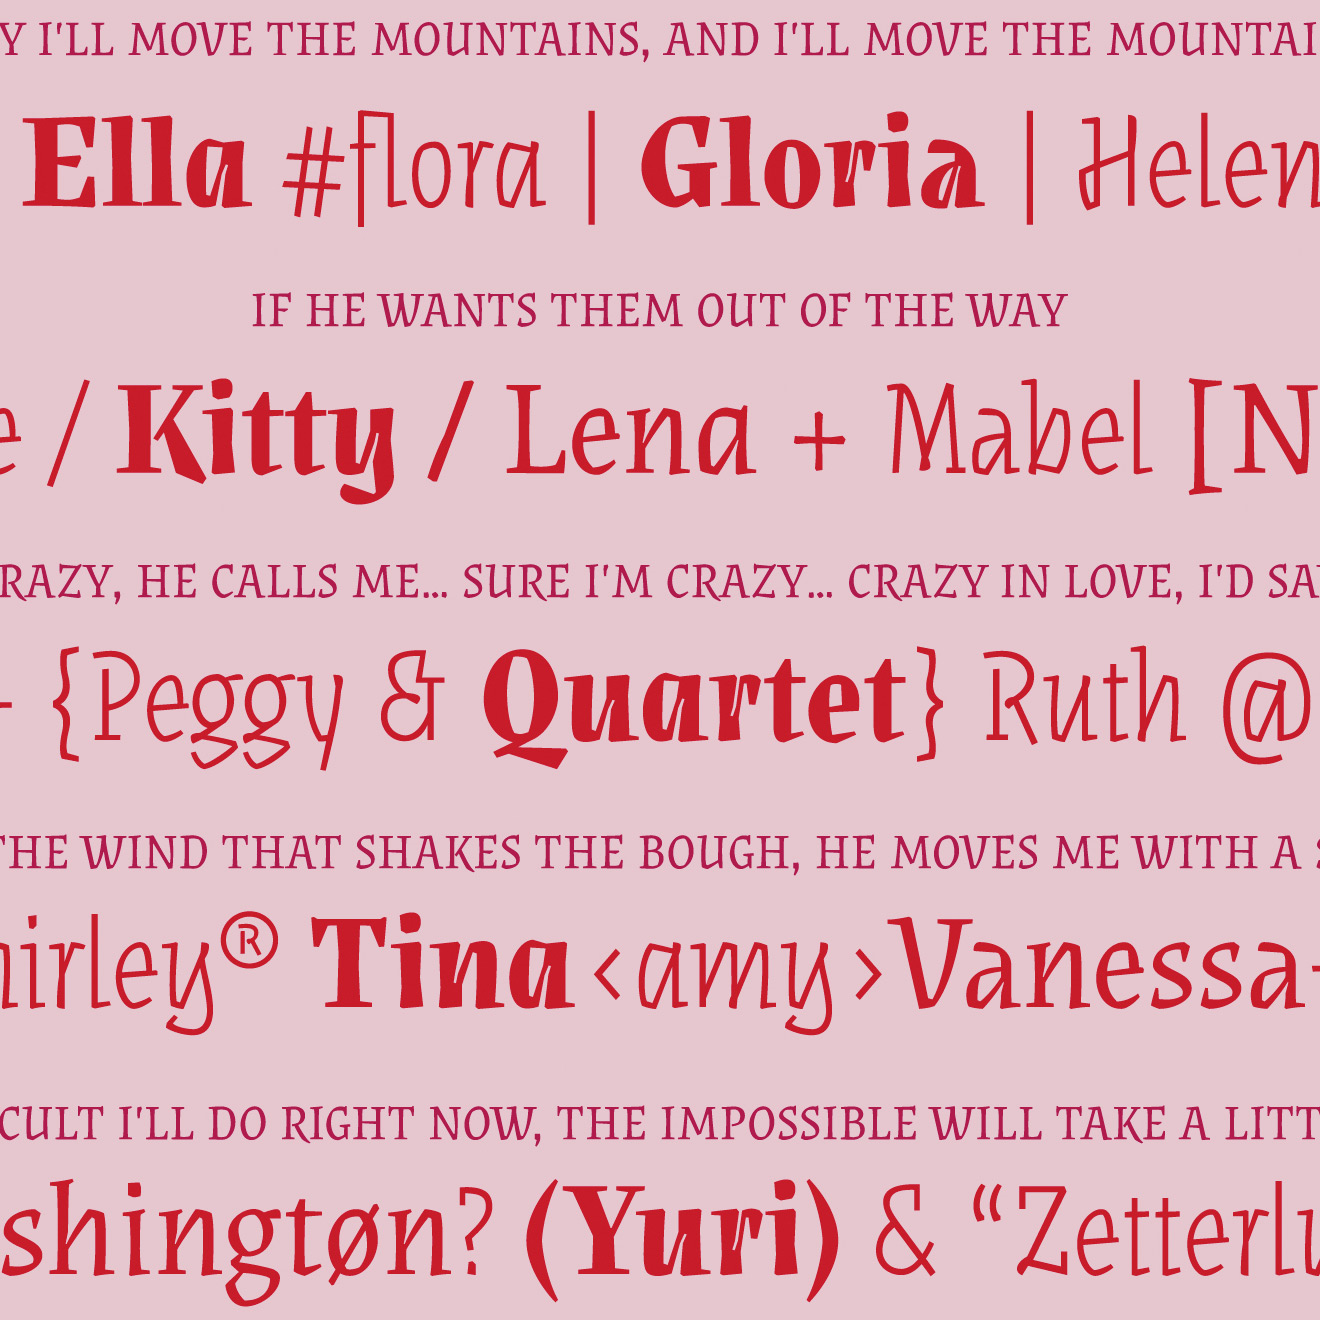 Y I'LL MOVE THE MOUNTAINS, AND I'LL MOVE THE MOUNTAI
Ella #flora | Gloria | Helen
IF HE WANTS THEM OUT OF THE WAY
e / Kitty / Lena + Mabel [N
RAZY, HE CALLS ME... SURE I'M CRAZY... CRAZY IN LOVE, I'D SA
- {Peggy & Quartet} Ruth @
THE WIND THAT SHAKES THE BOUGH, HE MOVES ME WITH A S
hirley® Tina <amy> Vanessa
CULT I'LL DO RIGHT NOW, THE IMPOSSIBLE WILL TAKE A LITT
shingtøn? (Yuri) & “Zetterlu